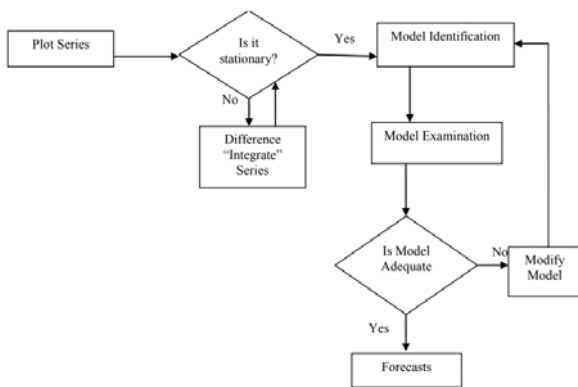 Plot Series
Is it
stationary?
Yes
Model Identification
No
Difference
“Integrate”
Series
Model Examination
Is Model
Adequate
No
Modify
Model
Yes
Forecasts